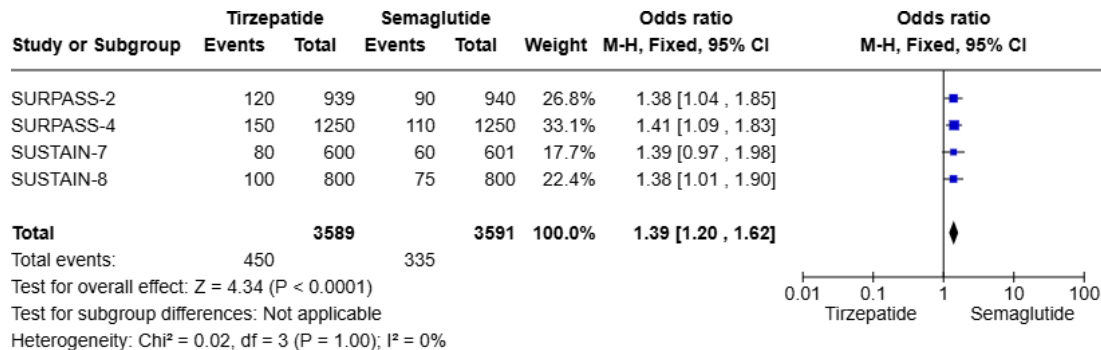 Tirzepatide Semaglutide Odds ratio Odds ratio
Study or Subgroup Events Total Events Total Weight M-H, Fixed, 95% CI M-H, Fixed, 95% CI
SURPASS-2 120 939 90 940 26.8% 1.38 [1.04 , 1.85]
SURPASS-4 150 1250 110 1250 33.1% 1.41 [1.09 , 1.83]
SUSTAIN-7 80 600 60 601 17.7% 1.39 [0.97 , 1.98]
SUSTAIN-8 100 800 75 800 22.4% 1.38 [1.01 , 1.90]
Total 3589 3591 100.0% 1.39 [1.20 , 1.62]
Total events: 450 335
Test for overall effect: Z = 4.34 (P < 0.0001)
Test for subgroup differences: Not applicable
Heterogeneity: Chi² = 0.02, df = 3 (P = 1.00); I² = 0%
0.01 0.1 1 10 100
Tirzepatide Semaglutide